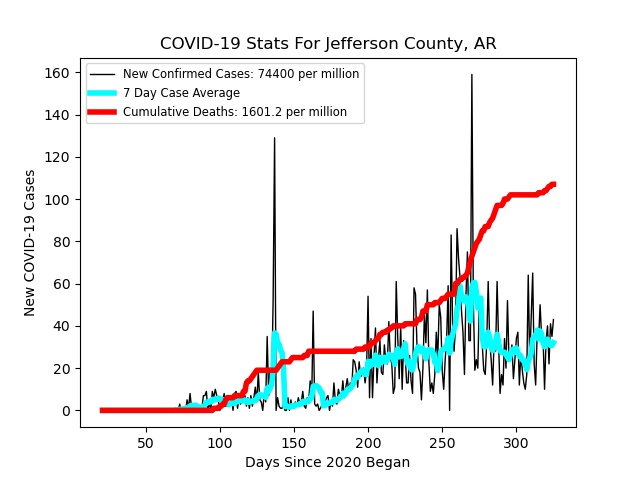 COVID-19 Stats For Jefferson County, AR
New Confirmed Cases: 74400 per million
7 Day Case Average
Cumulative Deaths: 1601.2 per million
New COVID-19 Cases
160
140
120
100
80
60
40
20
0
50 100 150 200 250 300
Days Since 2020 Began